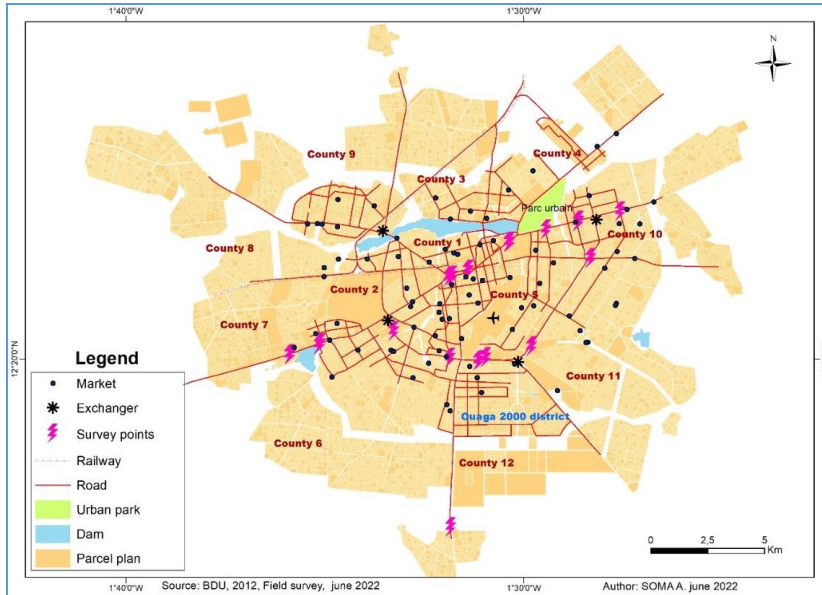 1°40'0"W
1°30'0"W
N
County 9
County 4
County 3
Parc urbain
County 10
County 1
County 8
County 2
County 5
County 7
12°20'0"N
Legend
Market
Exchanger
Survey points
Railway
Road
Urban park
Dam
Parcel plan
County 11
Ouaga 2000 district
County 6
County 12
0 2,5 5
Km
1°40'0"W
1°30'0"W
Source: BDU, 2012, Field survey, june 2022
Author: SOMA A. june 2022